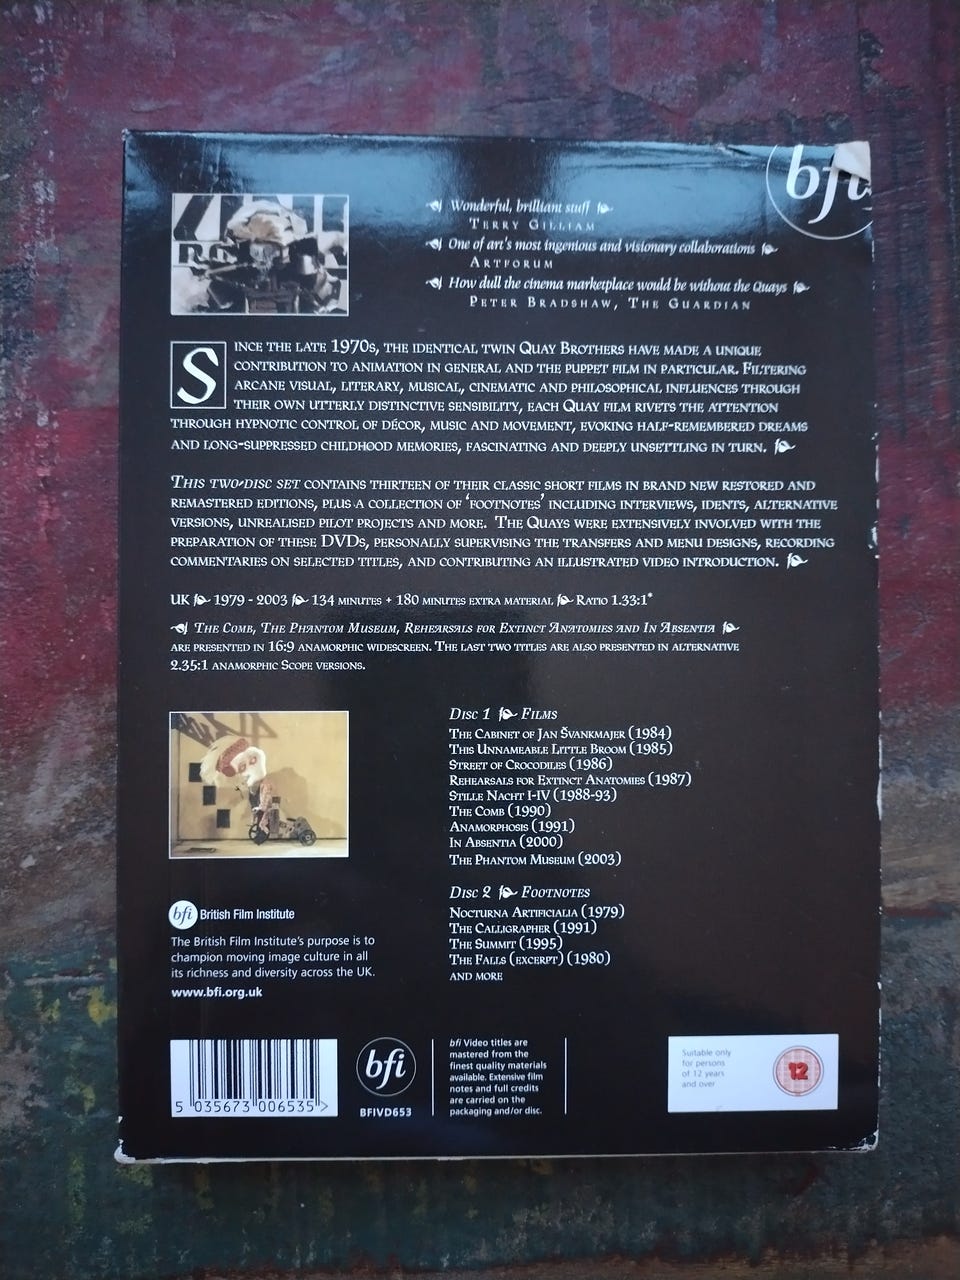 bfi
Wonderful, brilliant stuff
TERRY GILLIAM
One of art's most ingenious and visionary collaborations
ARTFORUM
How dull the cinema marketplace would be without the Quays
PETER BRADSHAW, THE GUARDIAN
SINCE THE LATE 1970s, THE IDENTICAL TWIN QUAY BROTHERS HAVE MADE A UNIQUE
CONTRIBUTION TO ANIMATION IN GENERAL AND THE PUPPET FILM IN PARTICULAR. FILTERING
ARCANE VISUAL, LITERARY, MUSICAL, CINEMATIC AND PHILOSOPHICAL INFLUENCES THROUGH
THEIR OWN UTTERLY DISTINCTIVE SENSIBILITY, EACH QUAY FILM RIVETS THE ATTENTION
THROUGH HYPNOTIC CONTROL OF DÉCOR, MUSIC AND MOVEMENT, EVOKING HALF-REMEMBERED DREAMS
AND LONG-SUPPRESSED CHILDHOOD MEMORIES, FASCINATING AND DEEPLY UNSETTLING IN TURN.
THIS TWO-DISC SET CONTAINS THIRTEEN OF THEIR CLASSIC SHORT FILMS IN BRAND NEW RESTORED AND
REMASTERED EDITIONS, PLUS A COLLECTION OF 'FOOTNOTES' INCLUDING INTERVIEWS, IDENTS, ALTERNATIVE
VERSIONS, UNREALISED PILOT PROJECTS AND MORE. THE QUAYS WERE EXTENSIVELY INVOLVED WITH THE
PREPARATION OF THESE DVDs, PERSONALLY SUPERVISING THE TRANSFERS AND MENU DESIGNS, RECORDING
COMMENTARIES ON SELECTED TITLES, AND CONTRIBUTING AN ILLUSTRATED VIDEO INTRODUCTION.
UK 1979 - 2003 134 MINUTES + 180 MINUTES EXTRA MATERIAL RATIO 1.33:1*
THE COMB, THE PHANTOM MUSEUM, REHEARSALS FOR EXTINCT ANATOMIES AND IN ABSENTIA
ARE PRESENTED IN 16:9 ANAMORPHIC WIDESCREEN. THE LAST TWO TITLES ARE ALSO PRESENTED IN ALTERNATIVE
2.35:1 ANAMORPHIC SCOPE VERSIONS.
DISC 1 FILMS
THE CABINET OF JAN ŠVANKMAJER (1984)
THIS UNNAMEABLE LITTLE BROOM (1985)
STREET OF CROCODILES (1986)
REHEARSALS FOR EXTINCT ANATOMIES (1987)
STILLE NACHT I-IV (1988-93)
THE COMB (1990)
ANAMORPHOSIS (1991)
IN ABSENTIA (2000)
THE PHANTOM MUSEUM (2003)
DISC 2 FOOTNOTES
NOCTURNA ARTIFICIALIA (1979)
THE CALLIGRAPHER (1991)
THE SUMMIT (1995)
THE FALLS (EXCERPT) (1980)
AND MORE
bfi British Film Institute
The British Film Institute's purpose is to
champion moving image culture in all
its richness and diversity across the UK.
www.bfi.org.uk
5 035673 006535 >
bfi
BFIVD653
bfi Video titles are
mastered from the
finest quality materials
available. Extensive film
notes and full credits
are carried on the
packaging and/or disc.
Suitable only
for persons
of 12 years
and over
12